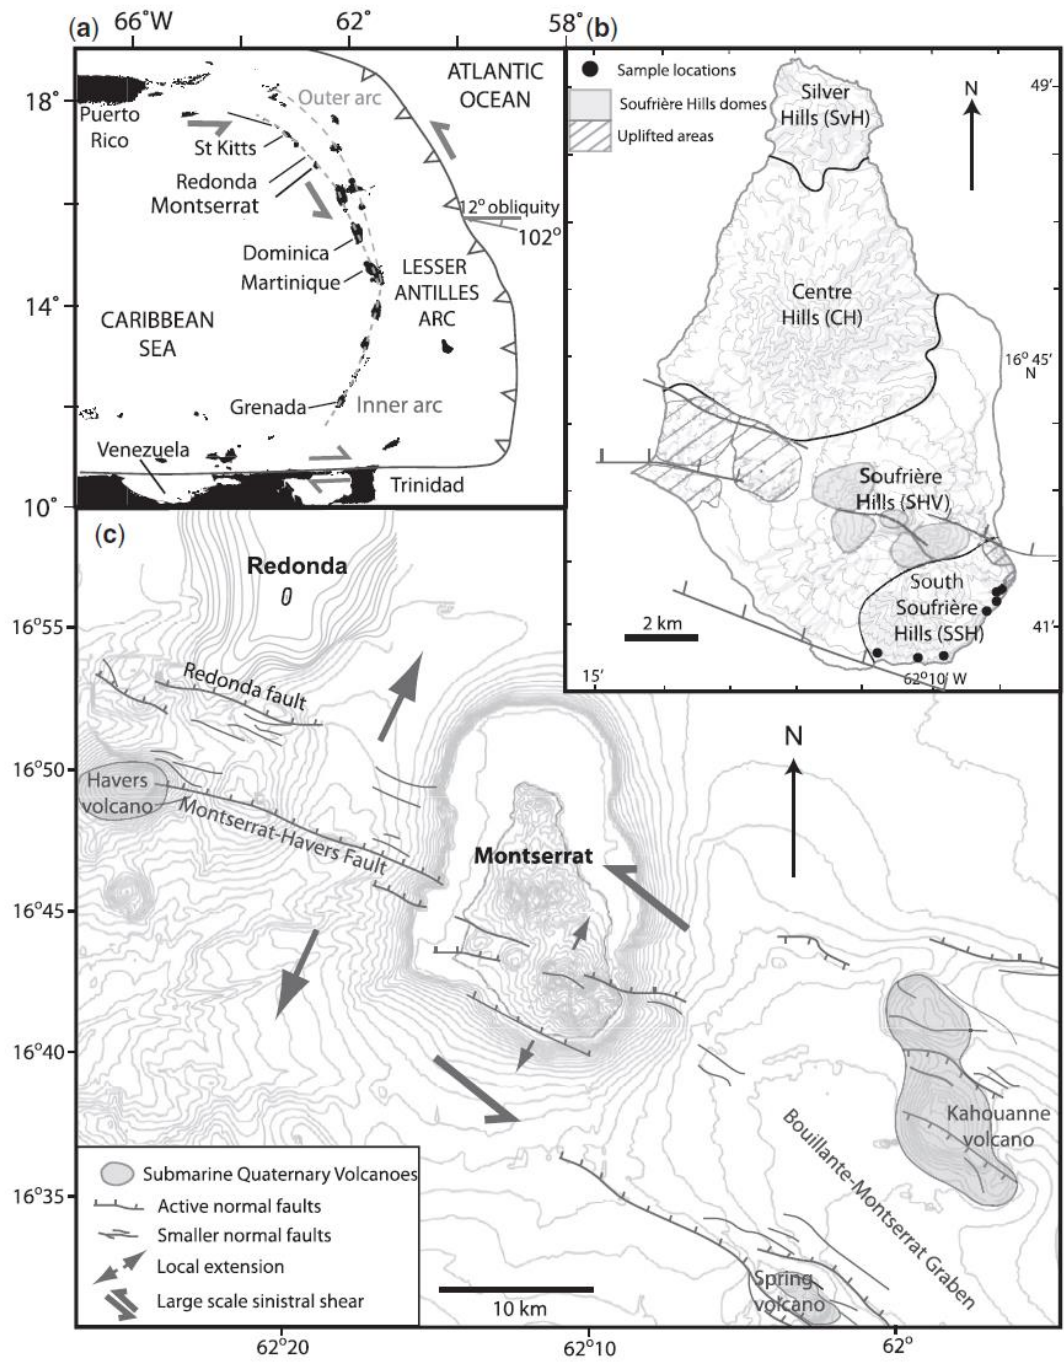 (a)
66°W
62°
58°
ATLANTIC
OCEAN
18°
Puerto
Rico
Outer arc
St Kitts
Redonda
Montserrat
12° obliquity
102°
Dominica
Martinique
LESSER
ANTILLES
ARC
14°
CARIBBEAN
SEA
Grenada
Inner arc
Venezuela
Trinidad
10°
(b)
Sample locations
Soufrière Hills domes
Uplifted areas
Silver
Hills (SvH)
N
49'
Centre
Hills (CH)
16° 45'
N
Soufrière
Hills (SHV)
South
Soufrière
Hills (SSH)
2 km
41'
15'
62°10' W
(c)
Redonda
16°55'
Redonda fault
16°50'
Havers
volcano
Montserrat-Havers Fault
Montserrat
N
16°45'
16°40'
Kahouanne
volcano
Bouillante-Montserrat Graben
16°35'
Submarine Quaternary Volcanoes
Active normal faults
Smaller normal faults
Local extension
Large scale sinistral shear
10 km
Spring
volcano
62°20
62°10
62°